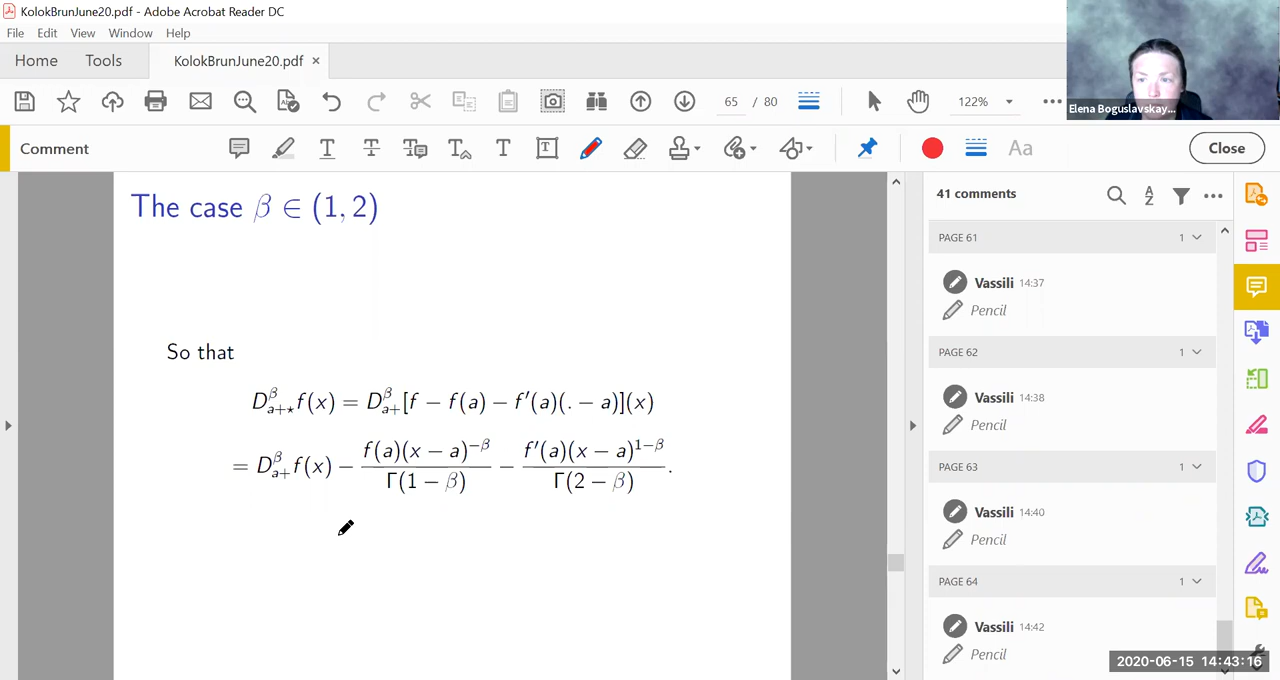 KolokBrunJune20.pdf - Adobe Acrobat Reader DC
File Edit View Window Help
Home Tools KolokBrunJune20.pdf ×
65 / 80 122%
Elena Boguslavskay...
Comment Aa Close
41 comments
The case β ∈ (1, 2)
So that
D^β_{a+⋆} f(x) = D^β_{a+}[f − f(a) − f′(a)(. − a)](x)
= D^β_{a+} f(x) − \frac{f(a)(x − a)^{−β}}{Γ(1 − β)} − \frac{f′(a)(x − a)^{1−β}}{Γ(2 − β)}.
PAGE 61 1
Vassili 14:37
Pencil
PAGE 62 1
Vassili 14:38
Pencil
PAGE 63 1
Vassili 14:40
Pencil
PAGE 64 1
Vassili 14:42
Pencil
2020-06-15 14:43:16